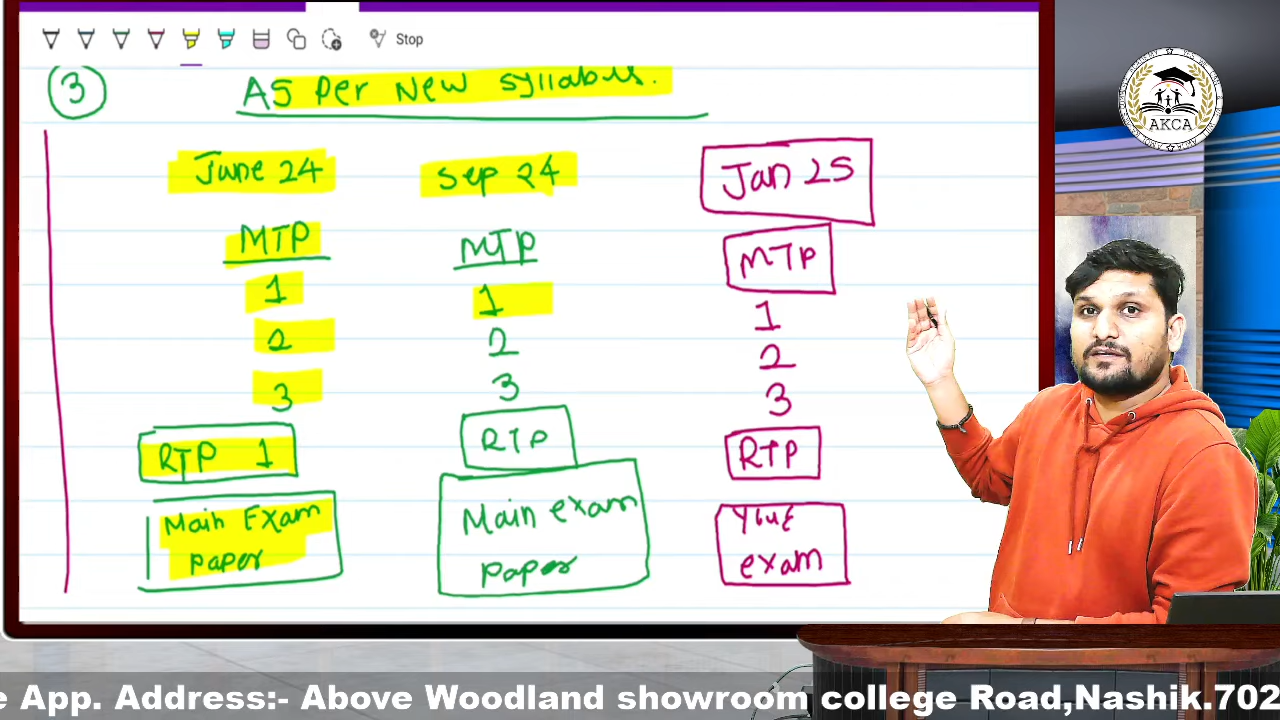 Stop
3
As Per New syllabus.
June 24
MTP
1
2
3
RTP 1
Main Exam
paper
Sep 24
MTP
1
2
3
RTP
Main exam
paper
Jan 25
MTP
1
2
3
RTP
exam
AKCA
e App. Address:- Above Woodland showroom college Road,Nashik.702